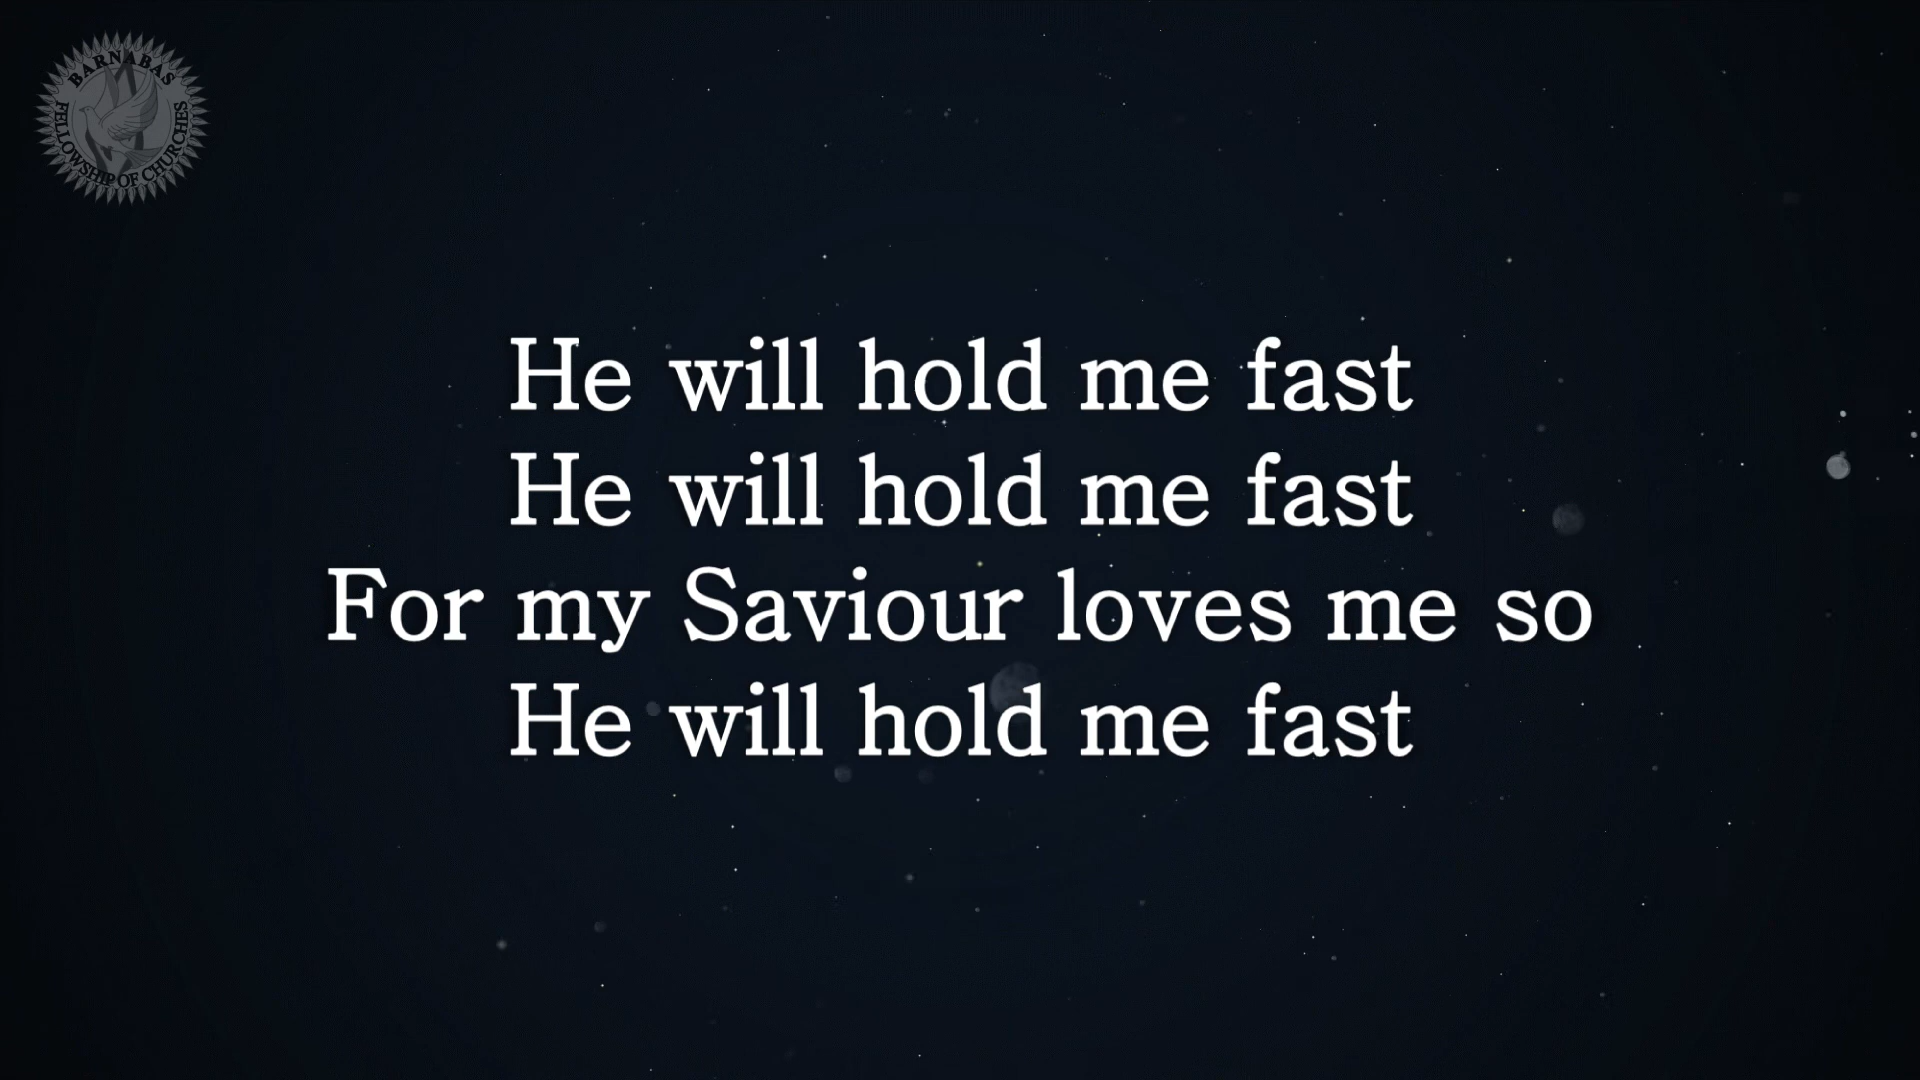 BARNABAS
FELLOWSHIP OF CHURCHES
He will hold me fast
He will hold me fast
For my Saviour loves me so
He will hold me fast